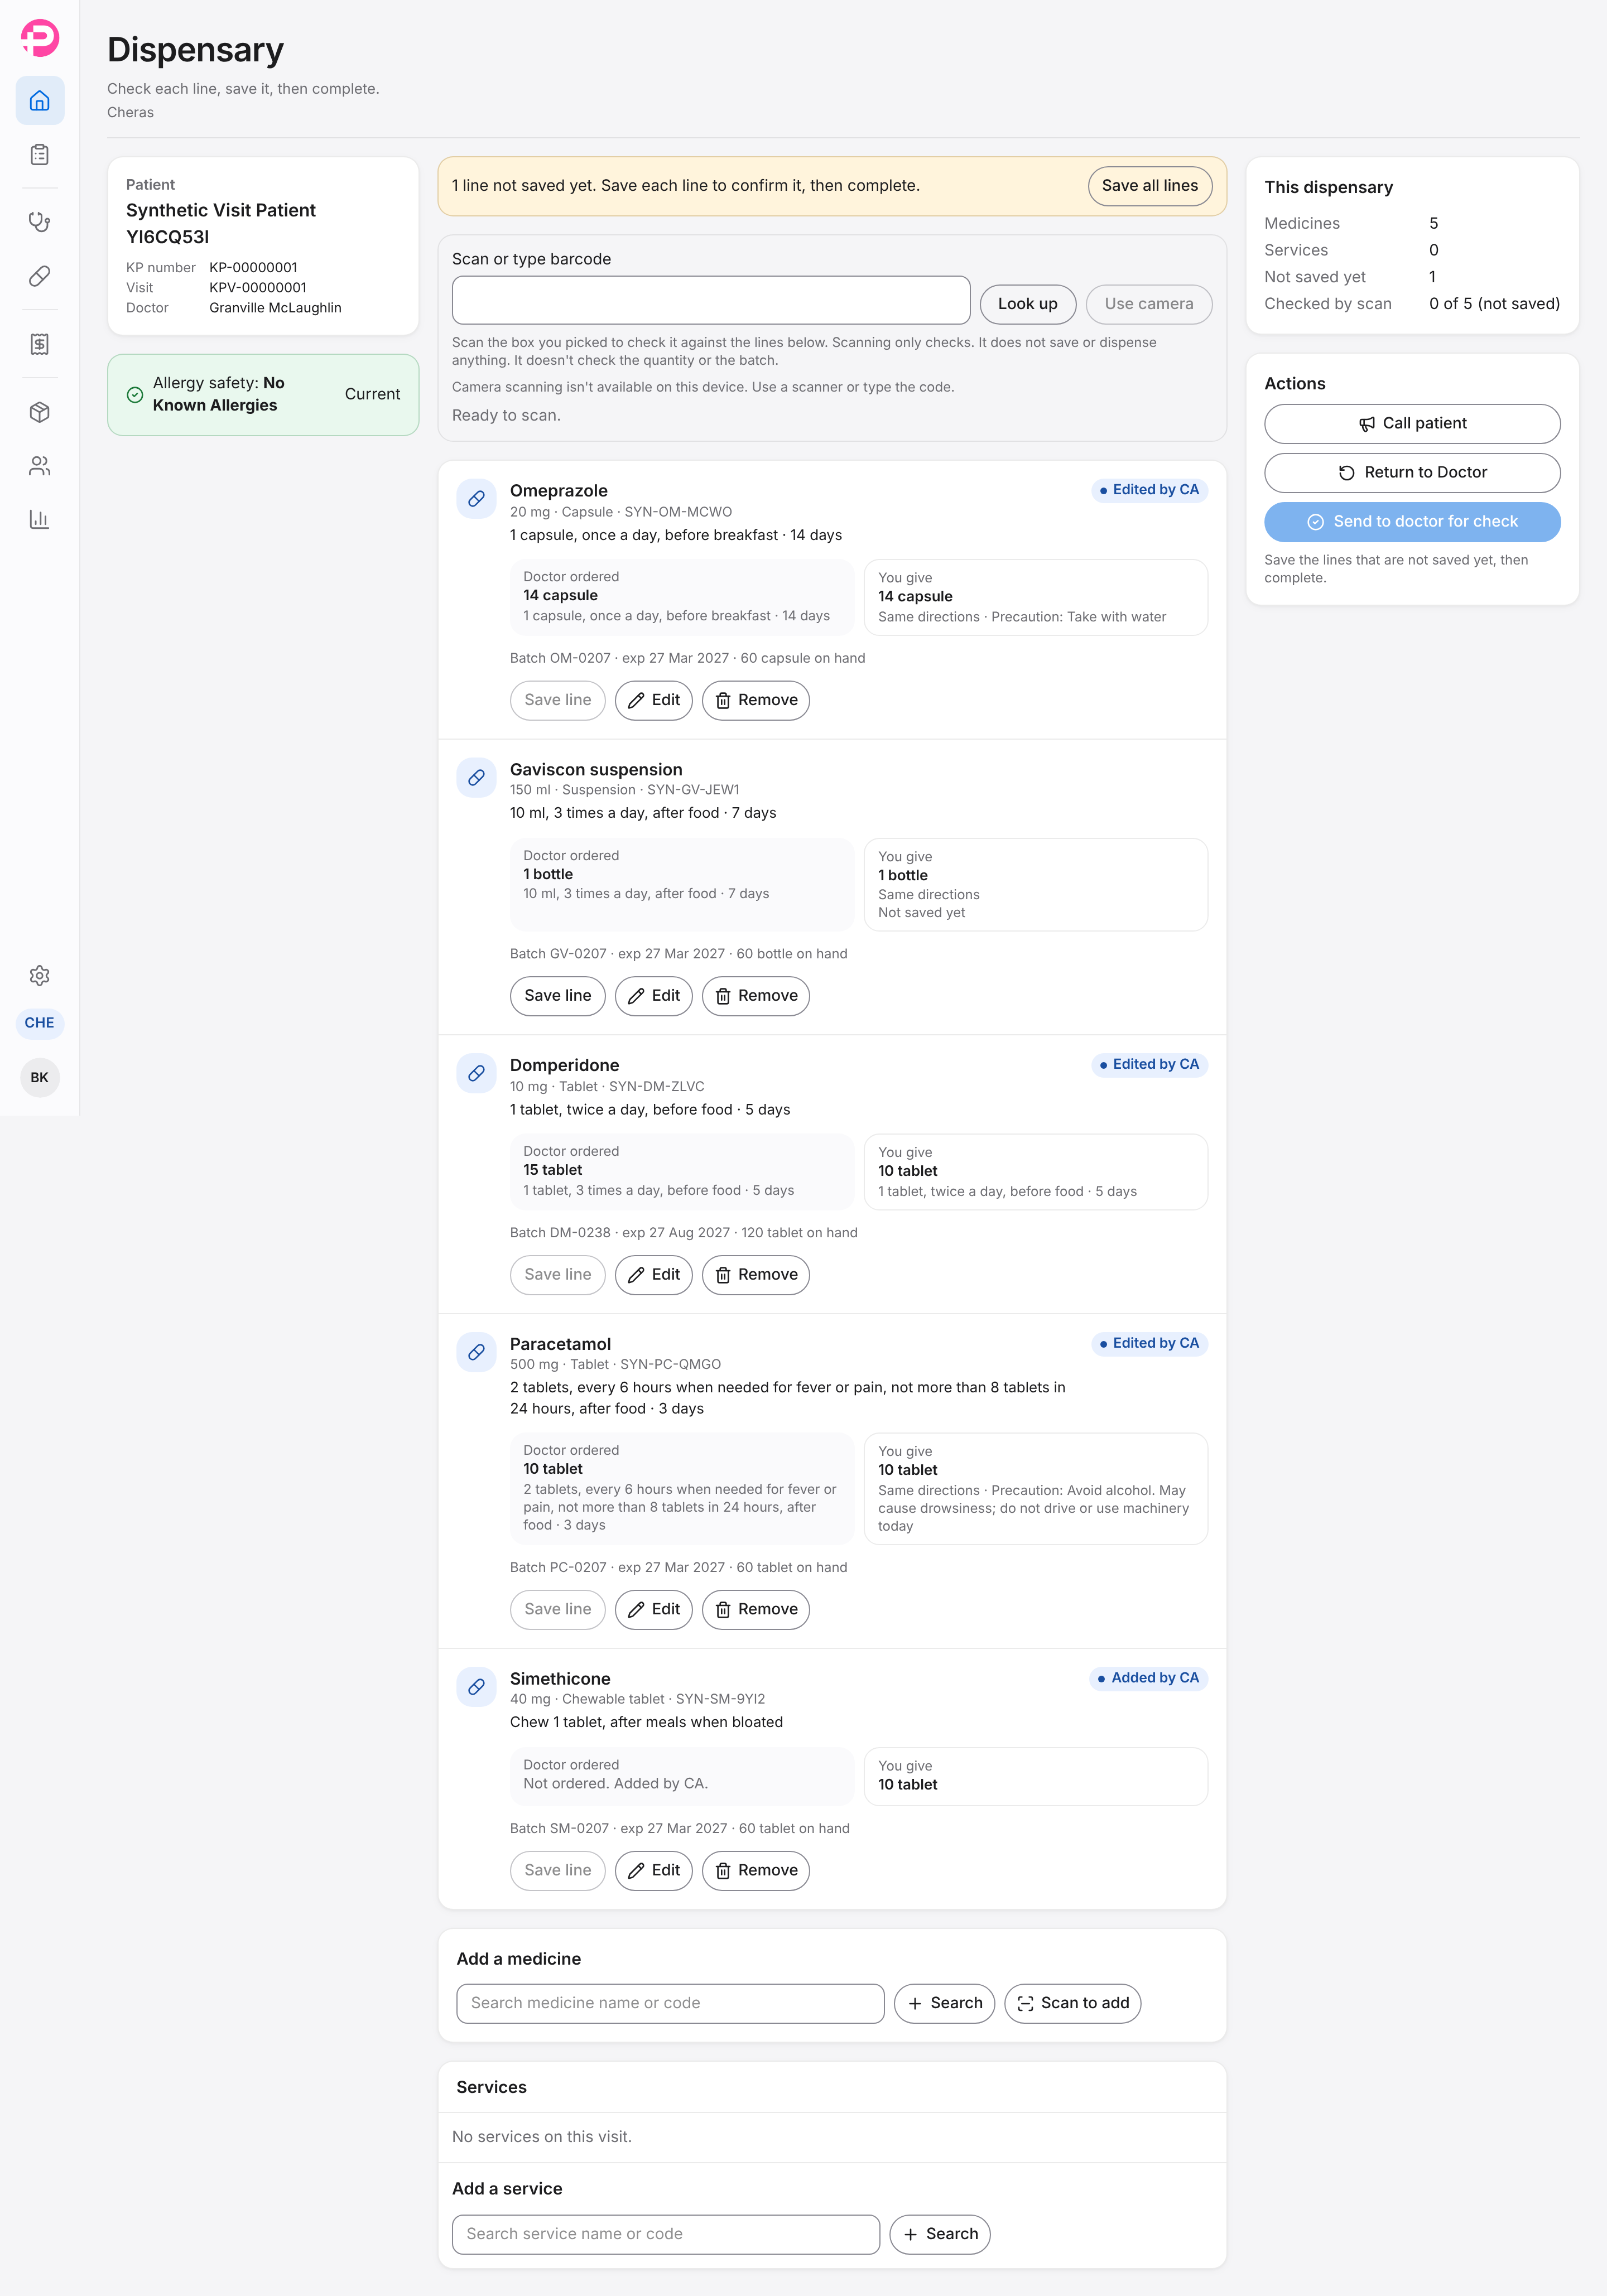 Dispensary
Check each line, save it, then complete.
Cheras
Patient
Synthetic Visit Patient
YI6CQ53I
KP number KP-00000001
Visit KPV-00000001
Doctor Granville McLaughlin
Allergy safety: No
Known Allergies
Current
1 line not saved yet. Save each line to confirm it, then complete.
Save all lines
Scan or type barcode
Look up
Use camera
Scan the box you picked to check it against the lines below. Scanning only checks. It does not save or dispense
anything. It doesn't check the quantity or the batch.
Camera scanning isn't available on this device. Use a scanner or type the code.
Ready to scan.
Omeprazole
Edited by CA
20 mg · Capsule · SYN-OM-MCWO
1 capsule, once a day, before breakfast · 14 days
Doctor ordered
14 capsule
1 capsule, once a day, before breakfast · 14 days
You give
14 capsule
Same directions · Precaution: Take with water
Batch OM-0207 · exp 27 Mar 2027 · 60 capsule on hand
Save line
Edit
Remove
Gaviscon suspension
150 ml · Suspension · SYN-GV-JEW1
10 ml, 3 times a day, after food · 7 days
Doctor ordered
1 bottle
10 ml, 3 times a day, after food · 7 days
You give
1 bottle
Same directions
Not saved yet
Batch GV-0207 · exp 27 Mar 2027 · 60 bottle on hand
Save line
Edit
Remove
Domperidone
Edited by CA
10 mg · Tablet · SYN-DM-ZLVC
1 tablet, twice a day, before food · 5 days
Doctor ordered
15 tablet
1 tablet, 3 times a day, before food · 5 days
You give
10 tablet
1 tablet, twice a day, before food · 5 days
Batch DM-0238 · exp 27 Aug 2027 · 120 tablet on hand
Save line
Edit
Remove
Paracetamol
Edited by CA
500 mg · Tablet · SYN-PC-QMGO
2 tablets, every 6 hours when needed for fever or pain, not more than 8 tablets in
24 hours, after food · 3 days
Doctor ordered
10 tablet
2 tablets, every 6 hours when needed for fever or
pain, not more than 8 tablets in 24 hours, after
food · 3 days
You give
10 tablet
Same directions · Precaution: Avoid alcohol. May
cause drowsiness; do not drive or use machinery
today
Batch PC-0207 · exp 27 Mar 2027 · 60 tablet on hand
Save line
Edit
Remove
Simethicone
Added by CA
40 mg · Chewable tablet · SYN-SM-9YI2
Chew 1 tablet, after meals when bloated
Doctor ordered
Not ordered. Added by CA.
You give
10 tablet
Batch SM-0207 · exp 27 Mar 2027 · 60 tablet on hand
Save line
Edit
Remove
Add a medicine
Search medicine name or code
Search
Scan to add
Services
No services on this visit.
Add a service
Search service name or code
Search
This dispensary
Medicines 5
Services 0
Not saved yet 1
Checked by scan 0 of 5 (not saved)
Actions
Call patient
Return to Doctor
Send to doctor for check
Save the lines that are not saved yet, then
complete.
CHE
BK